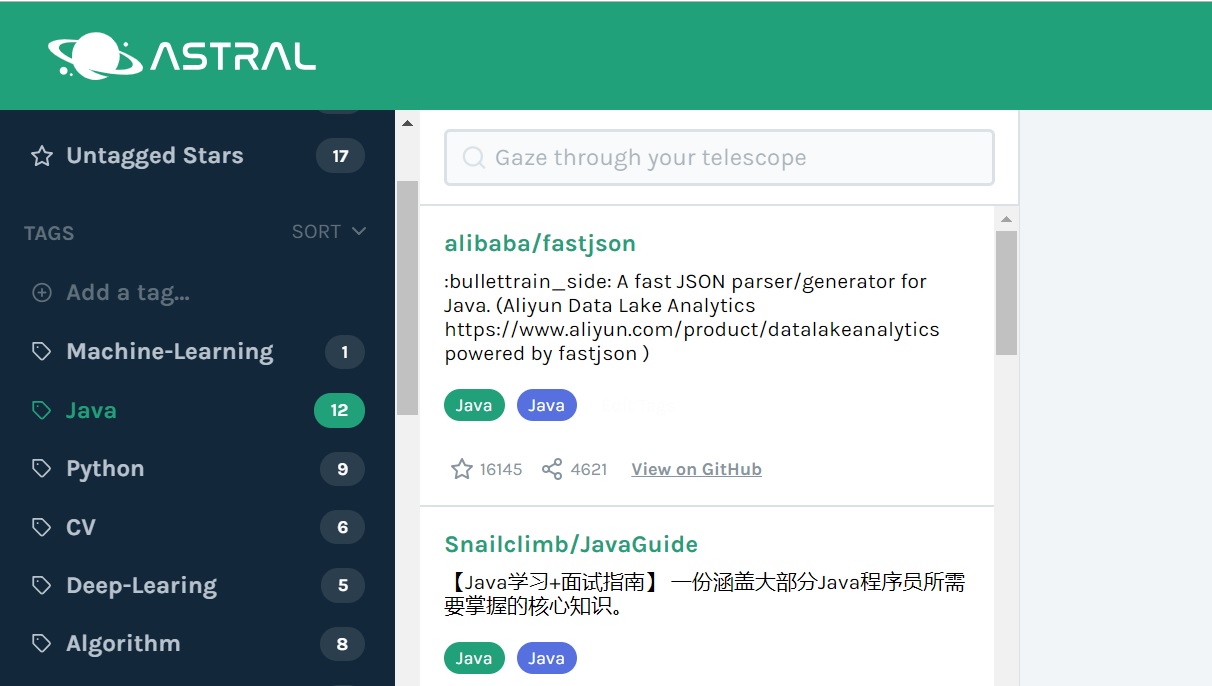 ASTRAL
Untagged Stars 17
TAGS SORT
Add a tag...
Machine-Learning 1
Java 12
Python 9
CV 6
Deep-Learing 5
Algorithm 8
Gaze through your telescope
alibaba/fastjson
:bullettrain_side: A fast JSON parser/generator for
Java. (Aliyun Data Lake Analytics
https://www.aliyun.com/product/datalakeanalytics
powered by fastjson )
Java Java
16145 4621 View on GitHub
Snailclimb/JavaGuide
【Java学习+面试指南】 一份涵盖大部分Java程序员所需
要掌握的核心知识。
Java Java